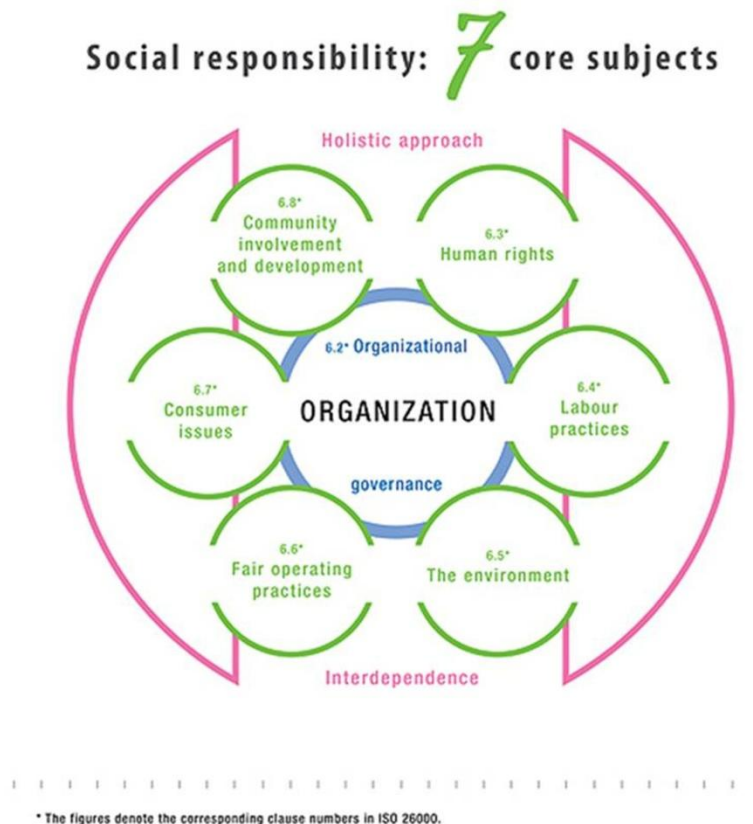 Social responsibility: 7 core subjects
Holistic approach
6.8*
Community
involvement
and development
6.3*
Human rights
6.2* Organizational
6.7*
Consumer
issues
ORGANIZATION
6.4*
Labour
practices
governance
6.6*
Fair operating
practices
6.5*
The environment
Interdependence
* The figures denote the corresponding clause numbers in ISO 26000.